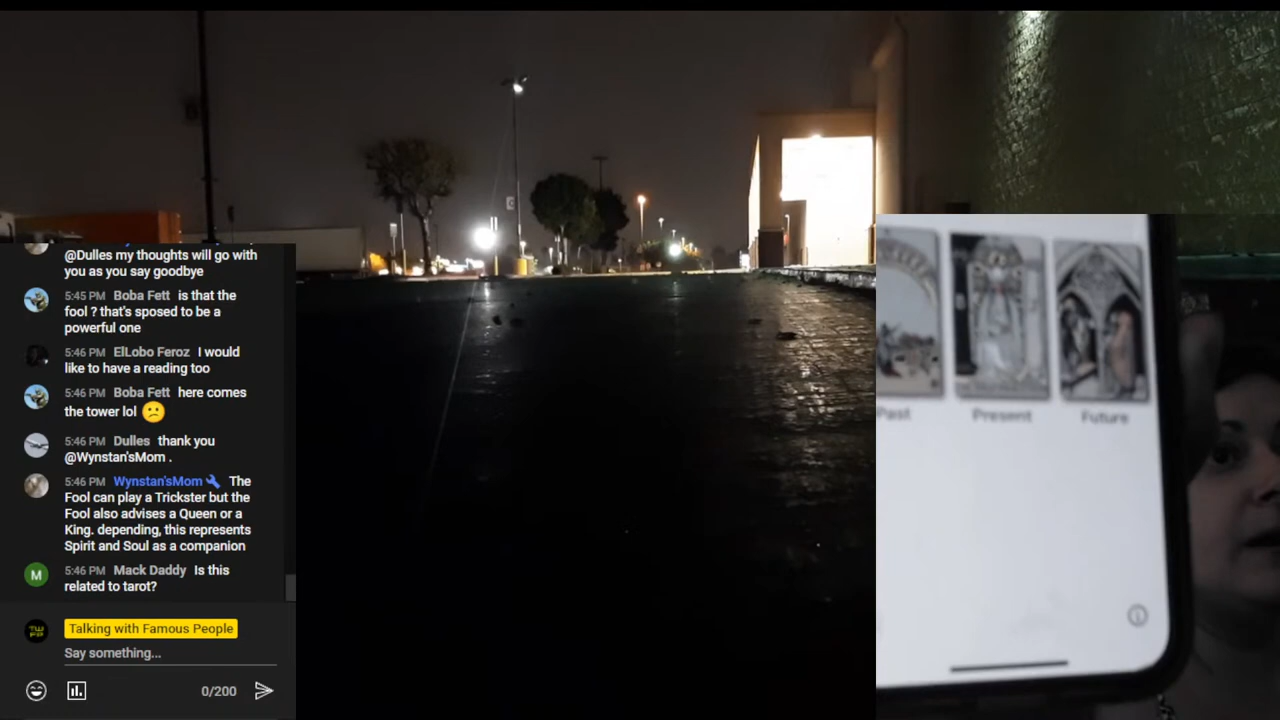 @Dulles my thoughts will go with
you as you say goodbye
5:45 PM Boba Fett is that the
fool ? that's sposed to be a
powerful one
5:46 PM ElLobo Feroz I would
like to have a reading too
5:46 PM Boba Fett here comes
the tower lol
5:46 PM Dulles thank you
@Wynstan'sMom .
5:46 PM Wynstan'sMom The
Fool can play a Trickster but the
Fool also advises a Queen or a
King. depending, this represents
Spirit and Soul as a companion
M
5:46 PM Mack Daddy Is this
related to tarot?
TW
FP
Talking with Famous People
Say something...
0/200
Past Present Future